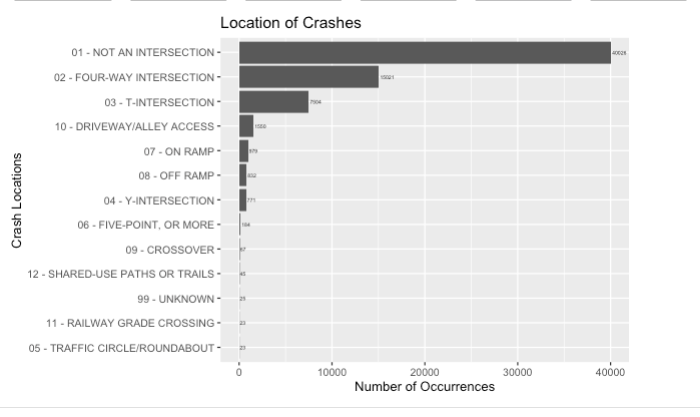 Location of Crashes
Crash Locations
01 - NOT AN INTERSECTION
02 - FOUR-WAY INTERSECTION
03 - T-INTERSECTION
10 - DRIVEWAY/ALLEY ACCESS
07 - ON RAMP
08 - OFF RAMP
04 - Y-INTERSECTION
06 - FIVE-POINT, OR MORE
09 - CROSSOVER
12 - SHARED-USE PATHS OR TRAILS
99 - UNKNOWN
11 - RAILWAY GRADE CROSSING
05 - TRAFFIC CIRCLE/ROUNDABOUT
0 10000 20000 30000 40000
Number of Occurrences